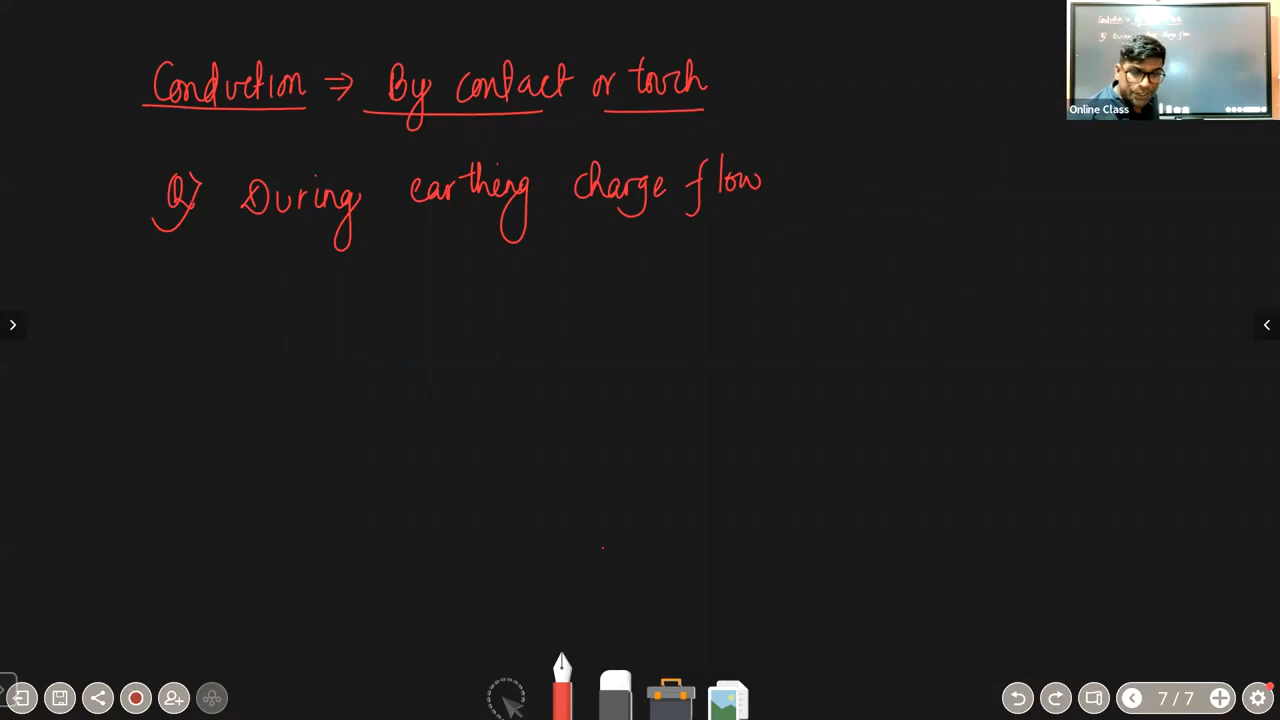 Conduction ⇒ By contact or touch
Q) During earthing charge flow
Online Class
7/7